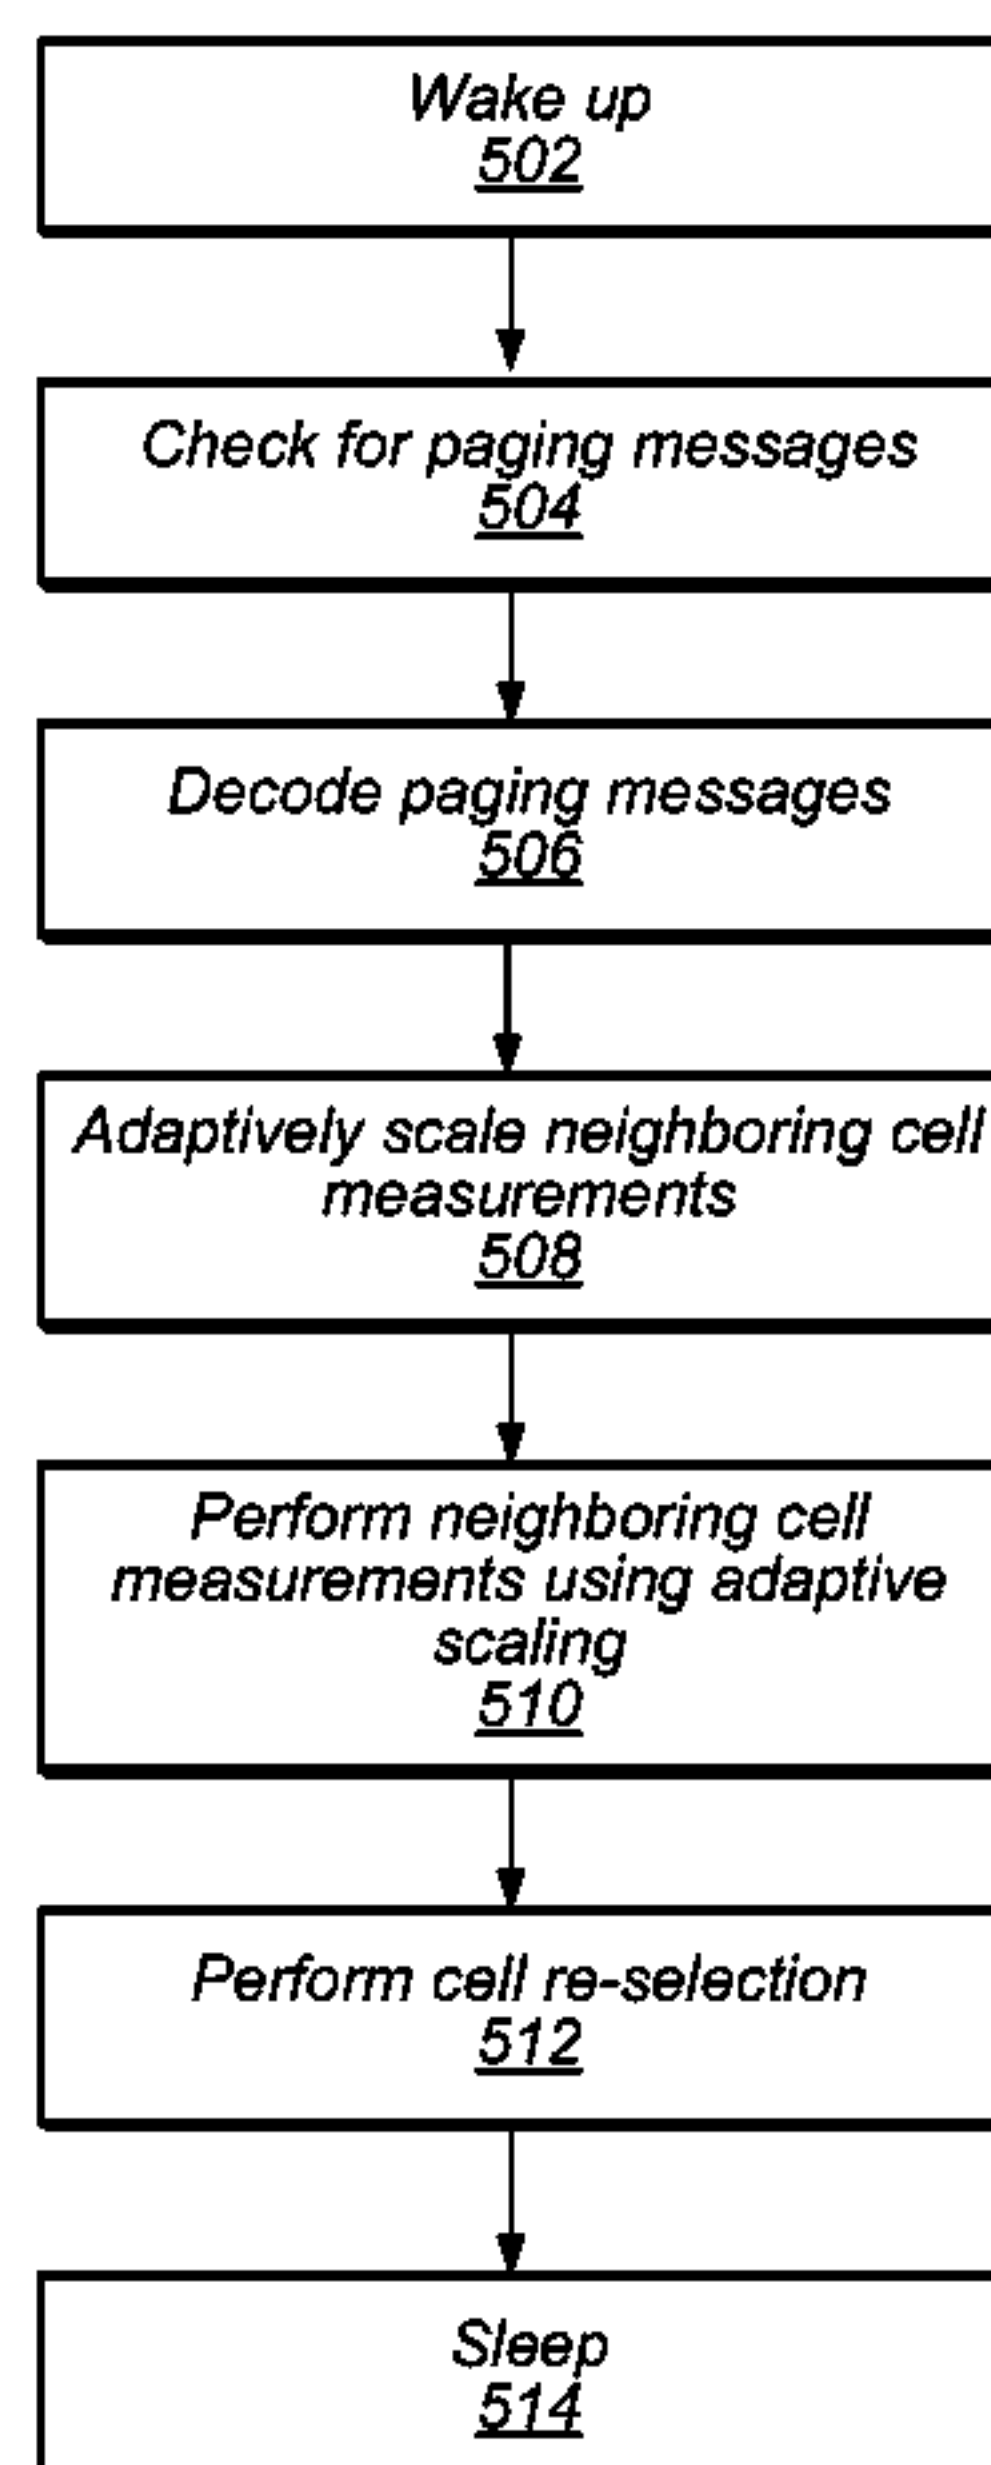 Wake up
502
Check for paging messages
504
Decode paging messages
506
Adaptively scale neighboring cell
measurements
508
Perform neighboring cell
measurements using adaptive
scaling
510
Perform cell re-selection
512
Sleep
514